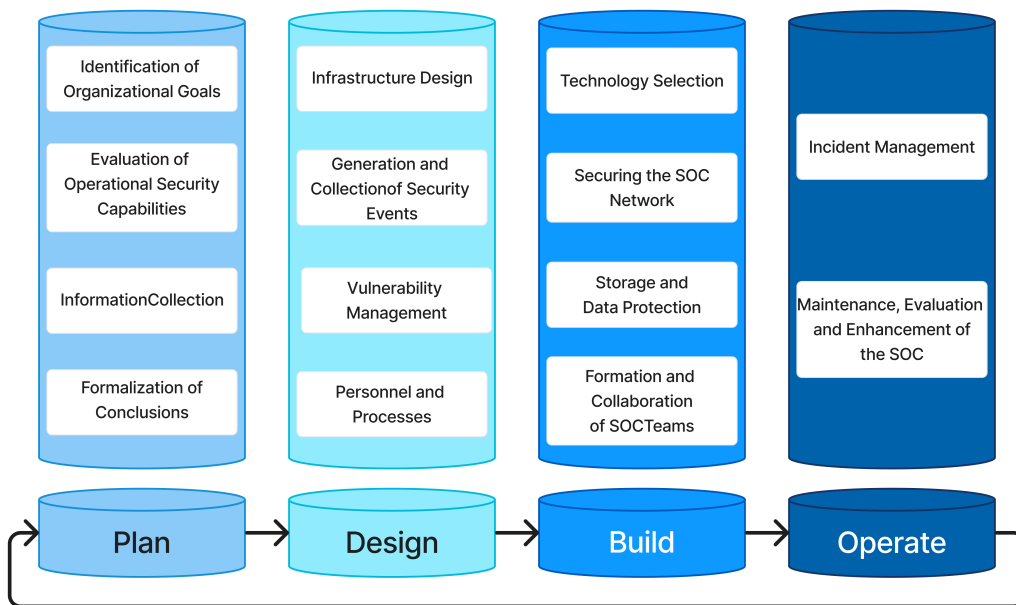 Identification of
Organizational Goals
Evaluation of
Operational Security
Capabilities
InformationCollection
Formalization of
Conclusions
Infrastructure Design
Generation and
Collectionof Security
Events
Vulnerability
Management
Personnel and
Processes
Technology Selection
Securing the SOC
Network
Storage and
Data Protection
Formation and
Collaboration
of SOCTeams
Incident Management
Maintenance, Evaluation
and Enhancement of
the SOC
Plan
Design
Build
Operate